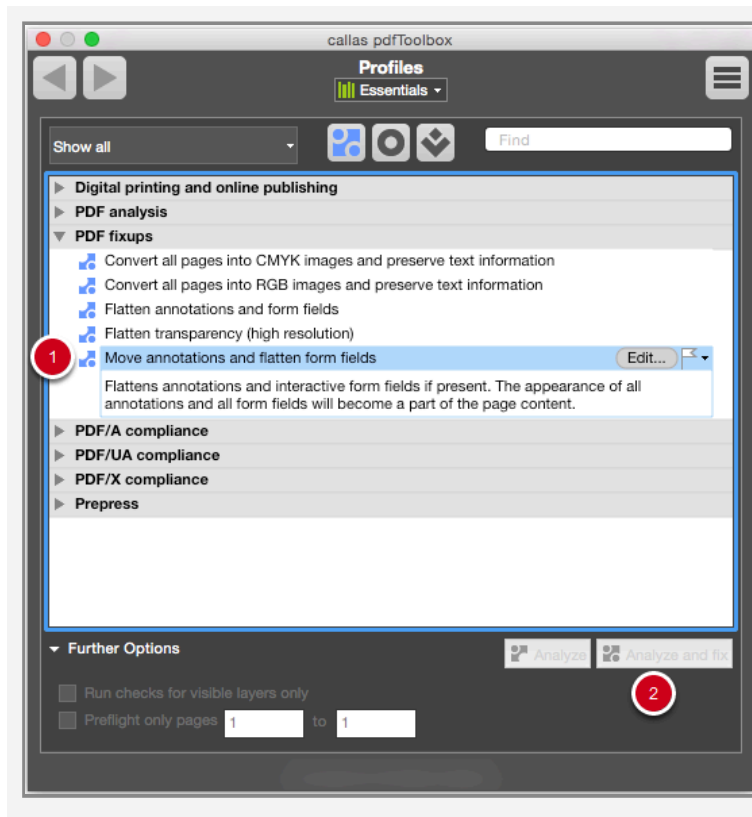 callas pdfToolbox
Profiles
Essentials
Show all
Find
Digital printing and online publishing
PDF analysis
PDF fixups
Convert all pages into CMYK images and preserve text information
Convert all pages into RGB images and preserve text information
Flatten annotations and form fields
Flatten transparency (high resolution)
1
Move annotations and flatten form fields
Edit...
Flattens annotations and interactive form fields if present. The appearance of all
annotations and all form fields will become a part of the page content.
PDF/A compliance
PDF/UA compliance
PDF/X compliance
Prepress
Further Options
Analyze
Analyze and fix
2
Run checks for visible layers only
Preflight only pages 1 to 1